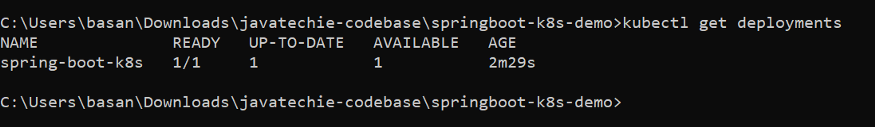 C:\Users\basan\Downloads\javatechie-codebase\springboot-k8s-demo>kubectl get deployments
NAME READY UP-TO-DATE AVAILABLE AGE
spring-boot-k8s 1/1 1 1 2m29s
C:\Users\basan\Downloads\javatechie-codebase\springboot-k8s-demo>